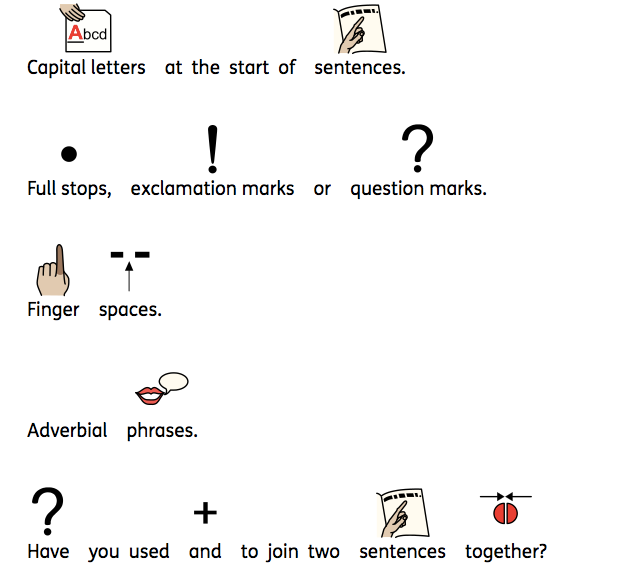 Abcd
Capital letters at the start of sentences.
. ! ?
Full stops, exclamation marks or question marks.
Finger spaces.
Adverbial phrases.
? +
Have you used and to join two sentences together?